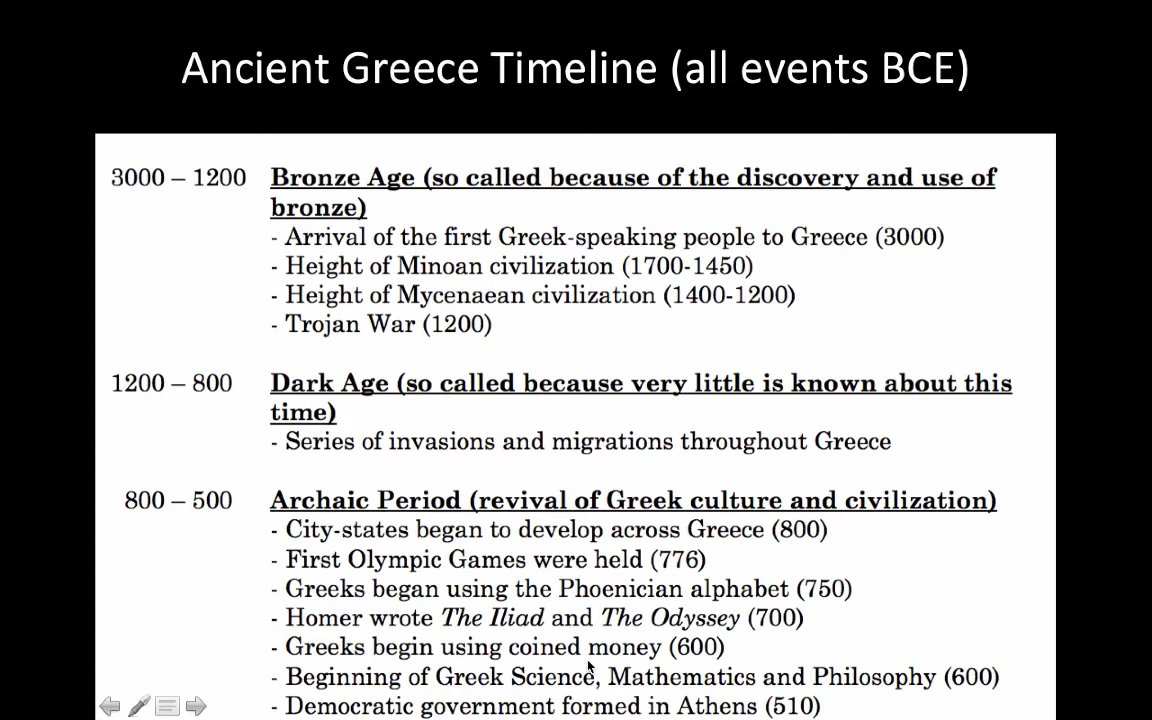 Ancient Greece Timeline (all events BCE)
3000 – 1200 Bronze Age (so called because of the discovery and use of
bronze)
- Arrival of the first Greek-speaking people to Greece (3000)
- Height of Minoan civilization (1700-1450)
- Height of Mycenaean civilization (1400-1200)
- Trojan War (1200)
1200 – 800 Dark Age (so called because very little is known about this
time)
- Series of invasions and migrations throughout Greece
800 – 500 Archaic Period (revival of Greek culture and civilization)
- City-states began to develop across Greece (800)
- First Olympic Games were held (776)
- Greeks began using the Phoenician alphabet (750)
- Homer wrote The Iliad and The Odyssey (700)
- Greeks begin using coined money (600)
- Beginning of Greek Science, Mathematics and Philosophy (600)
- Democratic government formed in Athens (510)